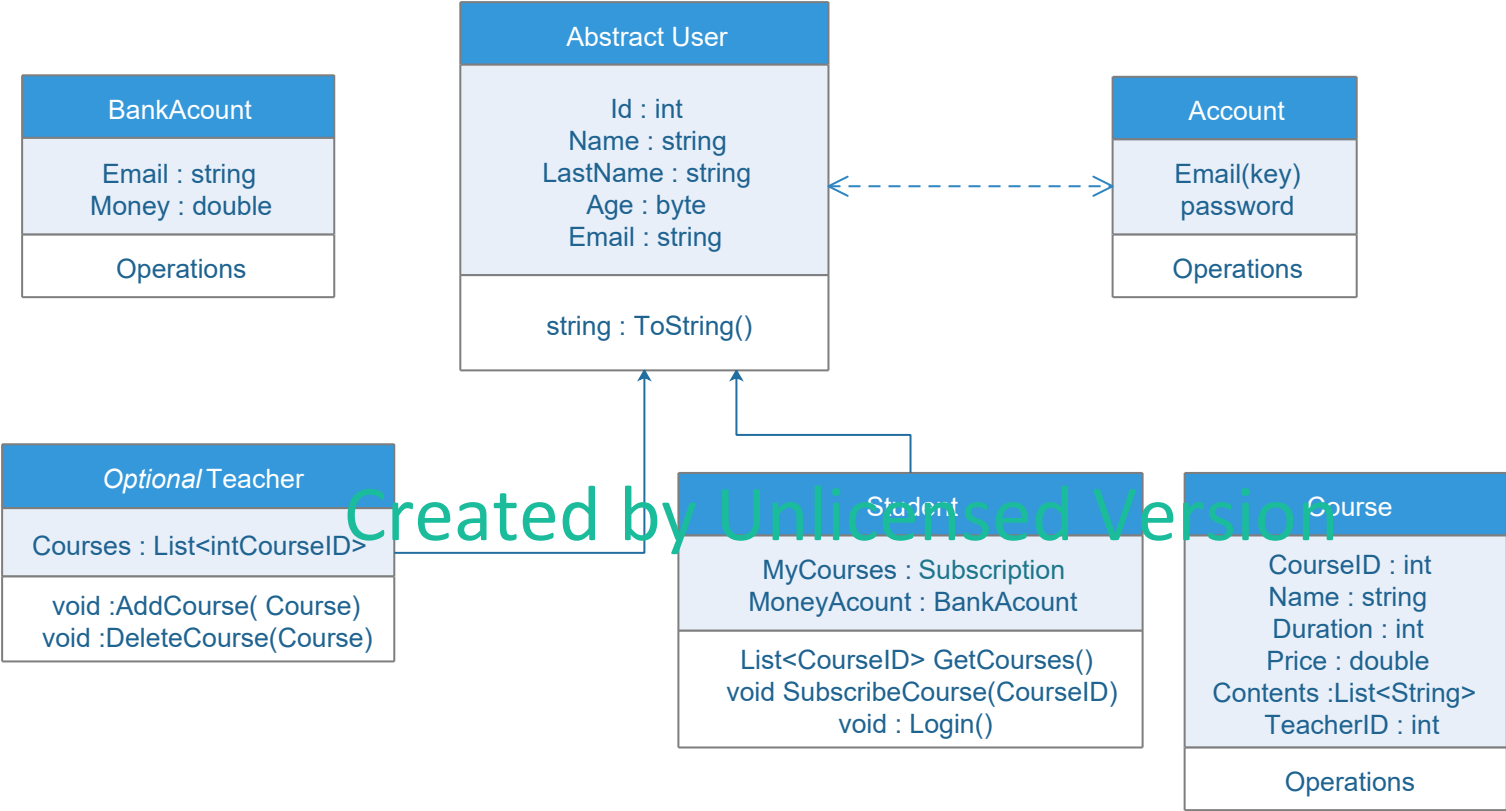 Abstract User
Id : int
Name : string
LastName : string
Age : byte
Email : string
string : ToString()
BankAcount
Email : string
Money : double
Operations
Account
Email(key)
password
Operations
Optional Teacher
Courses : List<intCourseID>
void :AddCourse( Course)
void :DeleteCourse(Course)
Created by Unlicensed Version
Student
MyCourses : Subscription
MoneyAcount : BankAcount
List<CourseID> GetCourses()
void SubscribeCourse(CourseID)
void : Login()
Course
CourseID : int
Name : string
Duration : int
Price : double
Contents :List<String>
TeacherID : int
Operations